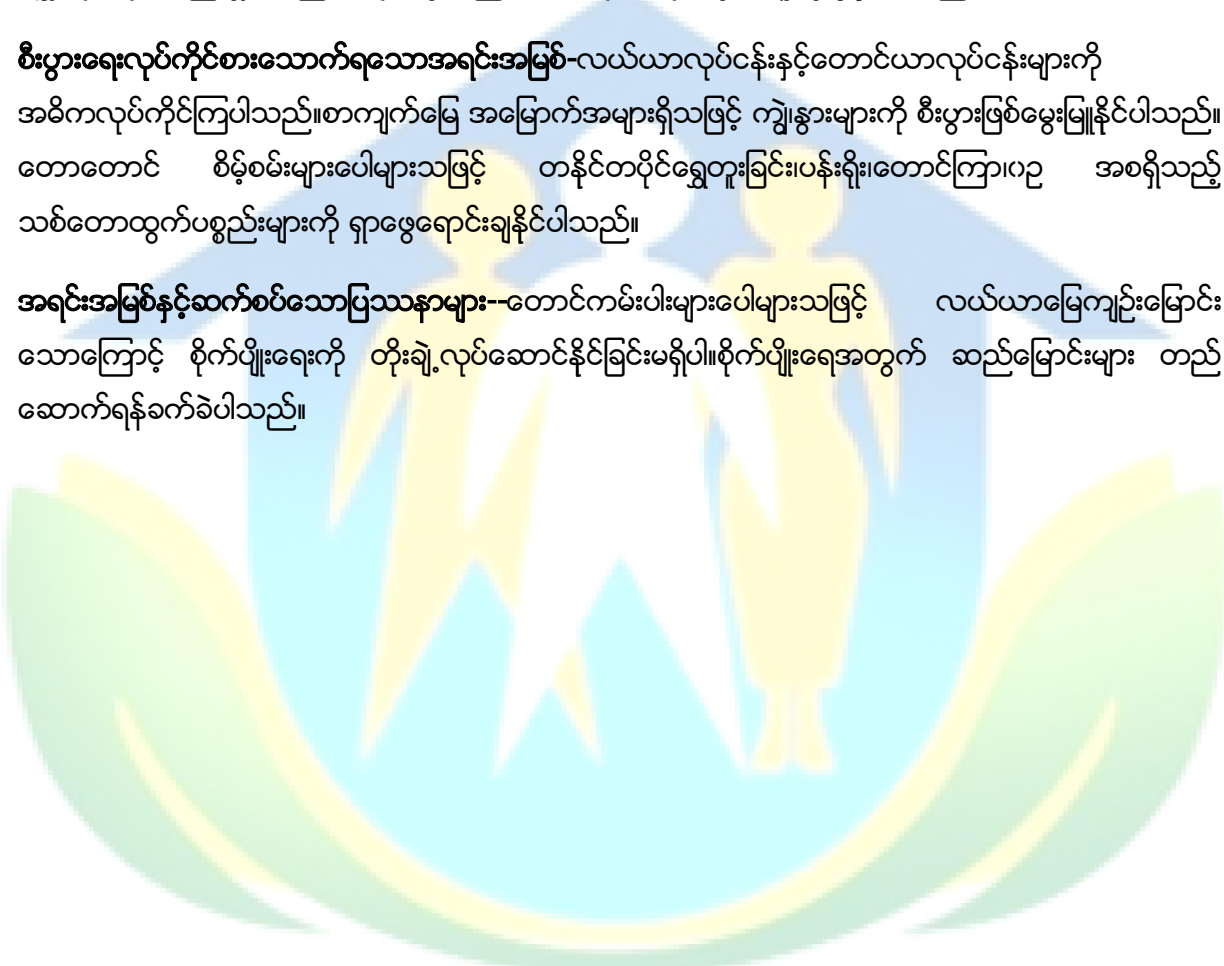 စီးပွားရေးလုပ်ကိုင်စားသောက်ရသောအရင်းအမြစ်-လယ်ယာလုပ်ငန်းနှင့်တောင်ယာလုပ်ငန်းများကို
အဓိကလုပ်ကိုင်ကြပါသည်။စာကျက်မြေ အမြောက်အများရှိသဖြင့် ကျွဲ၊နွားများကို စီးပွားဖြစ်မွေးမြူနိုင်ပါသည်။
တောတောင် စိမ့်စမ်းများပေါများသဖြင့် တနိုင်တပိုင်ရွှေတူးခြင်း၊ပန်းရိုး၊တောင်ကြာ၊ဝဥ အစရှိသည့်
သစ်တောထွက်ပစ္စည်းများကို ရှာဖွေရောင်းချနိုင်ပါသည်။
အရင်းအမြစ်နှင့်ဆက်စပ်သောပြဿနာများ--တောင်ကမ်းပါးများပေါများသဖြင့် လယ်ယာမြေကျဉ်းမြောင်း
သောကြောင့် စိုက်ပျိုးရေးကို တိုးချဲ့လုပ်ဆောင်နိုင်ခြင်းမရှိပါ။စိုက်ပျိုးရေအတွက် ဆည်မြောင်းများ တည်
ဆောက်ရန်ခက်ခဲပါသည်။